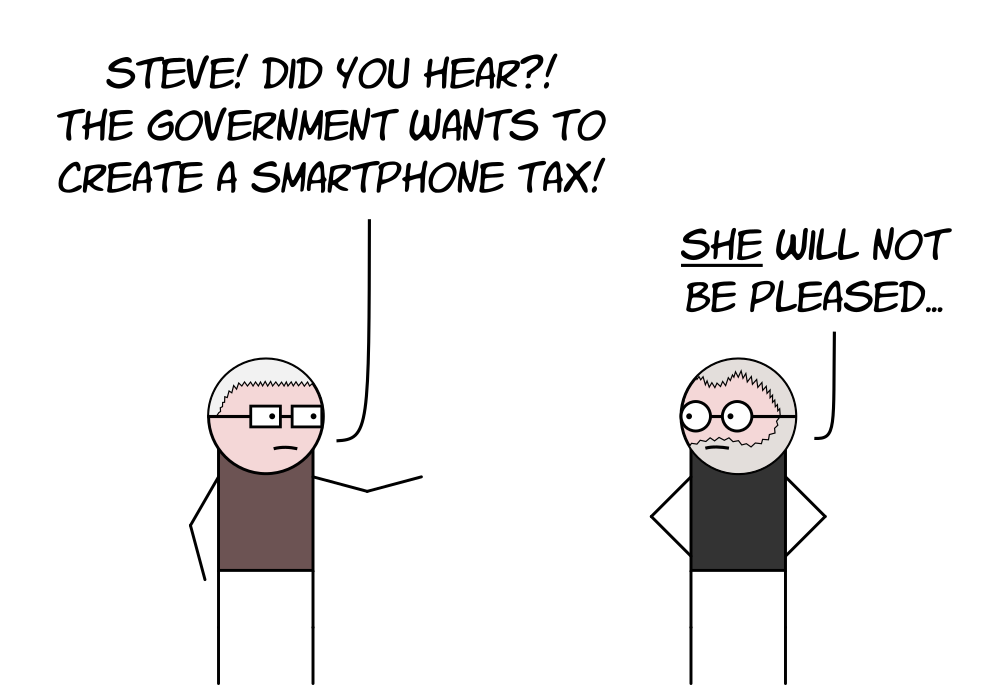 STEVE! DID YOU HEAR?!
THE GOVERNMENT WANTS TO
CREATE A SMARTPHONE TAX!
SHE WILL NOT
BE PLEASED...